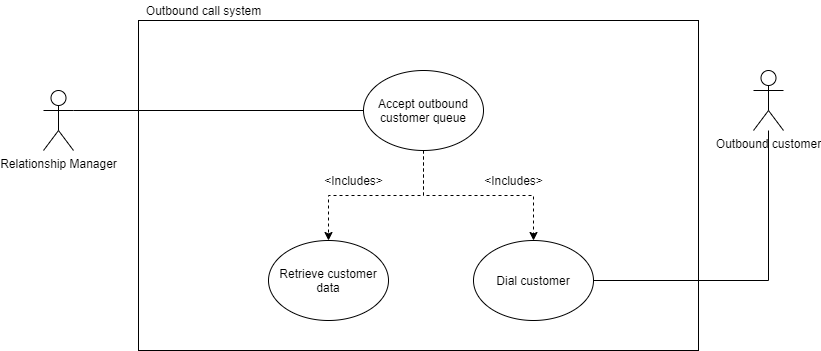 Outbound call system
Accept outbound
customer queue
Relationship Manager
Outbound customer
<Includes>
<Includes>
Retrieve customer
data
Dial customer